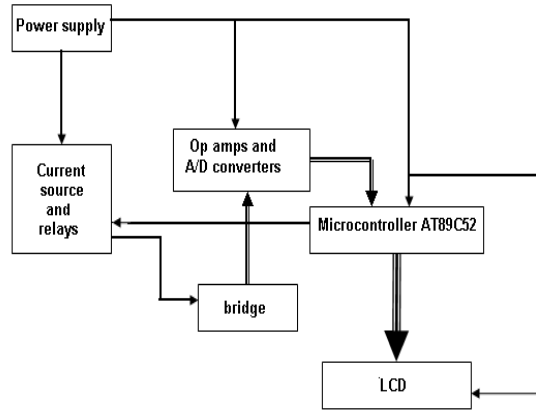 Power supply
Op amps and
A/D converters
Current
source
and
relays
Microcontroller AT89C52
bridge
LCD